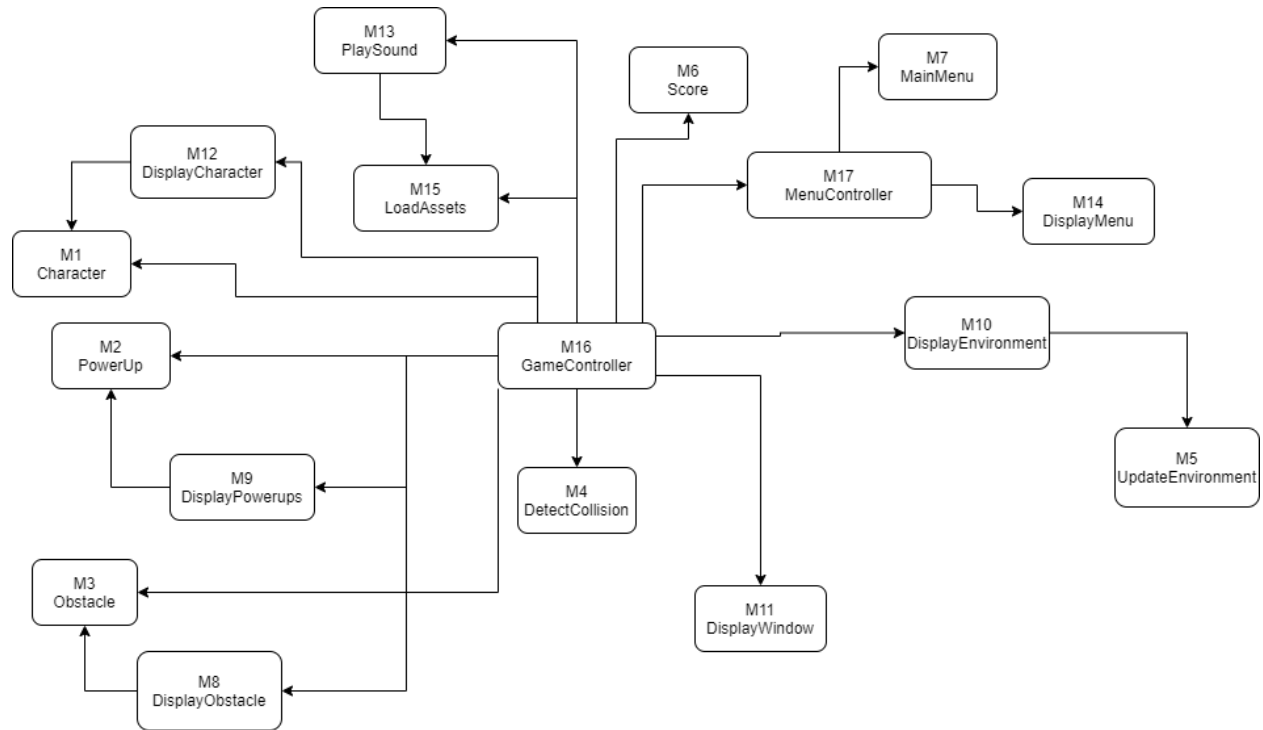 M13
PlaySound
M6
Score
M7
MainMenu
M12
DisplayCharacter
M15
LoadAssets
M17
MenuController
M14
DisplayMenu
M1
Character
M2
PowerUp
M16
GameController
M10
DisplayEnvironment
M9
DisplayPowerups
M4
DetectCollision
M5
UpdateEnvironment
M3
Obstacle
M11
DisplayWindow
M8
DisplayObstacle